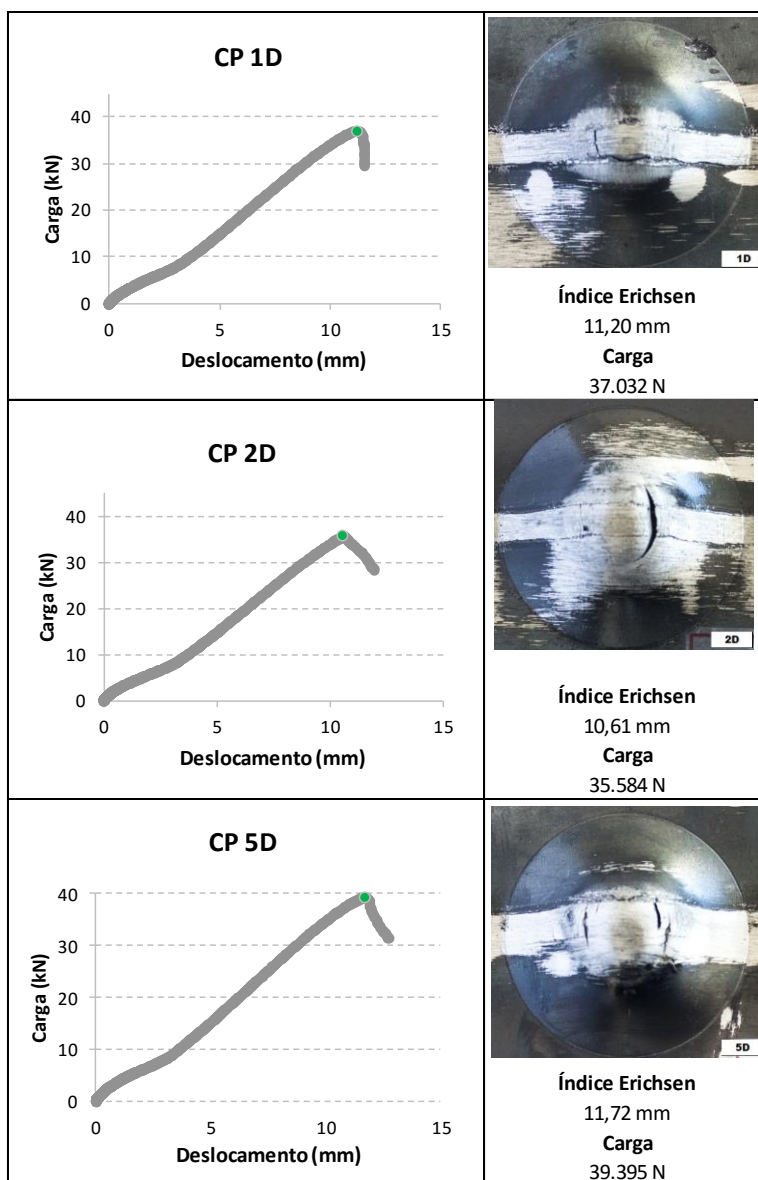 CP 1D
40
30
20
10
0
0 5 10 15
Carga (kN)
Deslocamento (mm)
1D
Índice Erichsen
11,20 mm
Carga
37.032 N
CP 2D
40
30
20
10
0
0 5 10 15
Carga (kN)
Deslocamento (mm)
2D
Índice Erichsen
10,61 mm
Carga
35.584 N
CP 5D
40
30
20
10
0
0 5 10 15
Carga (kN)
Deslocamento (mm)
5D
Índice Erichsen
11,72 mm
Carga
39.395 N